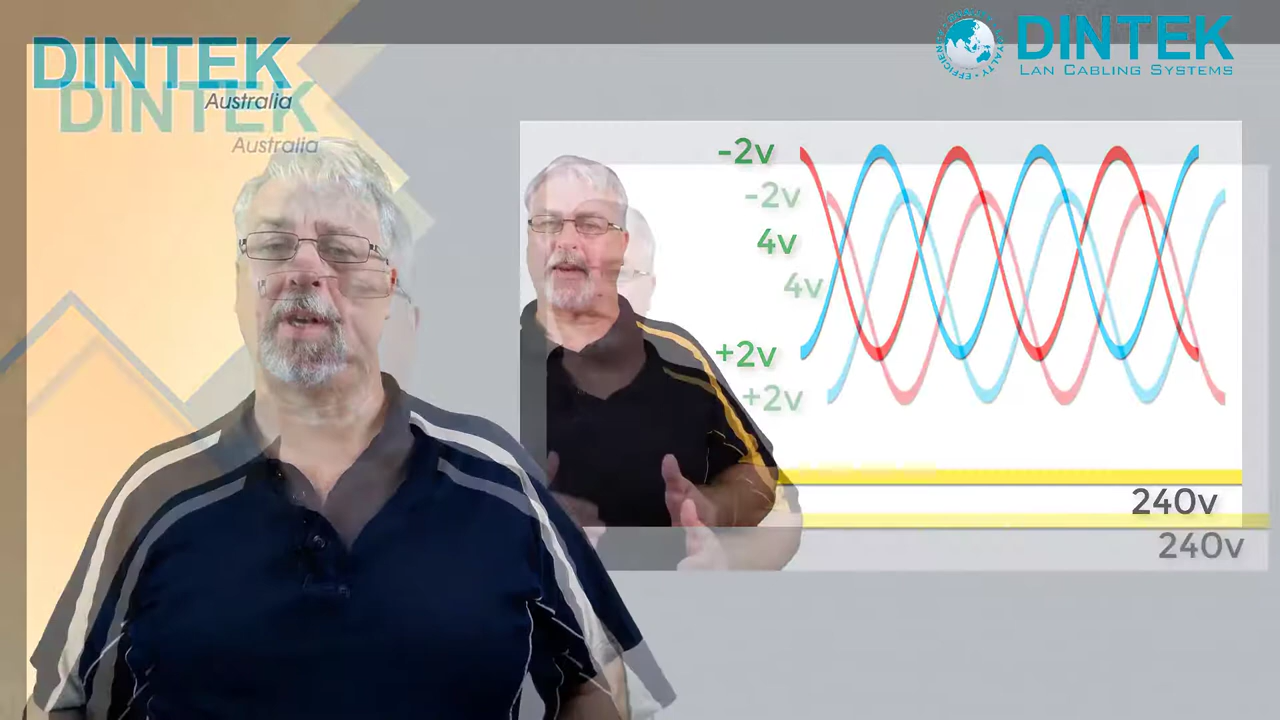 DINTEK
Australia
DINTEK
Australia
DINTEK
LAN CABLING SYSTEMS
-2v
-2v
4v
4v
+2v
+2v
240v
240v